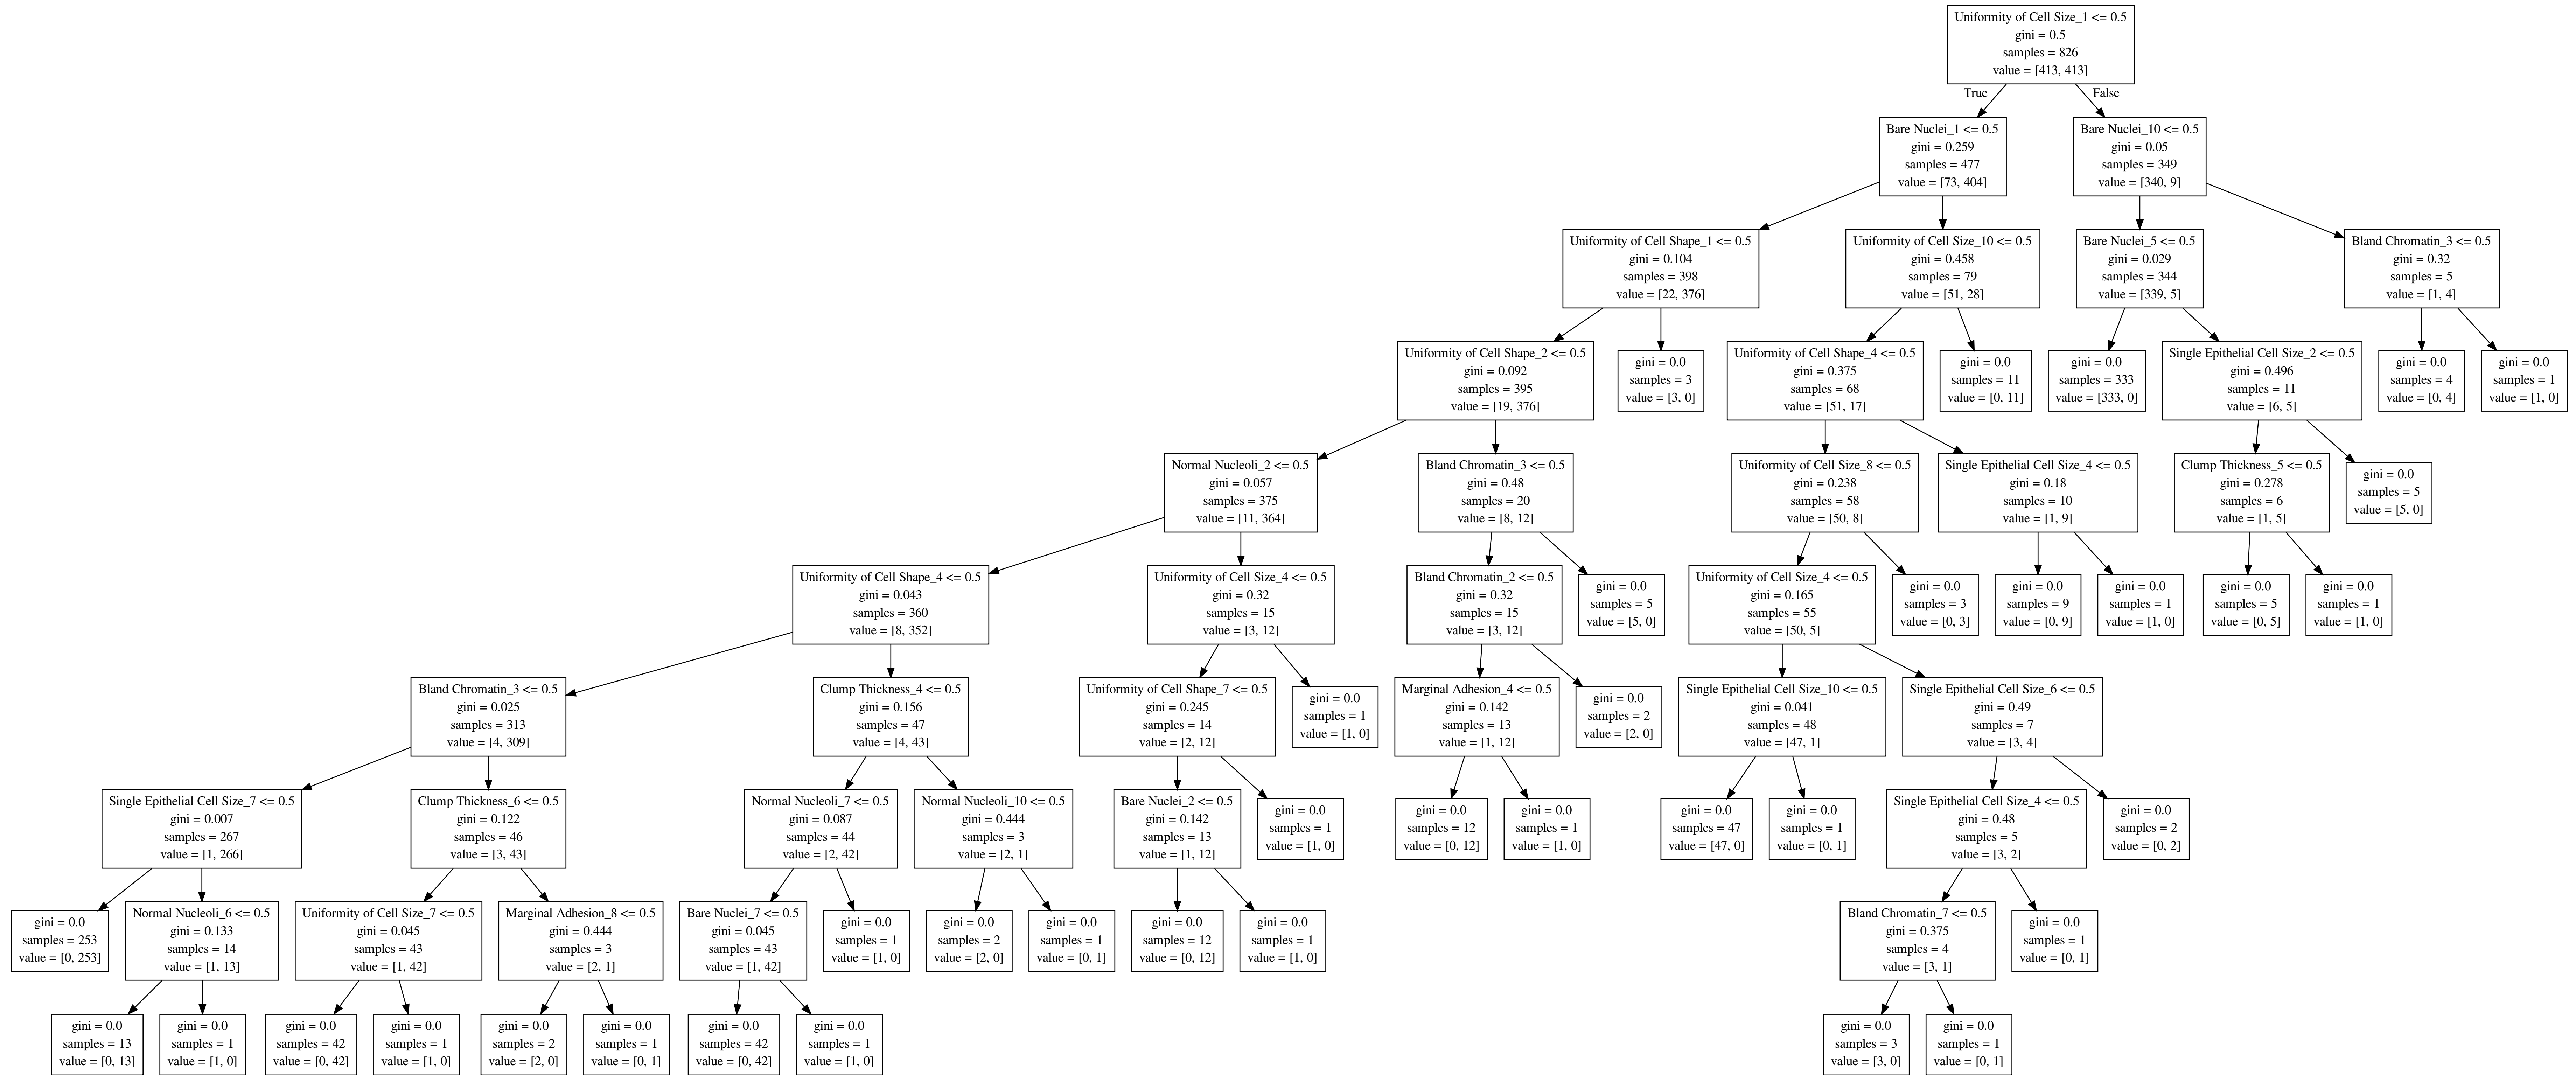 Uniformity of Cell Size_1 <= 0.5
gini = 0.5
samples = 826
value = [413, 413]
True
False
Bare Nuclei_1 <= 0.5
gini = 0.259
samples = 477
value = [73, 404]
Bare Nuclei_10 <= 0.5
gini = 0.05
samples = 349
value = [340, 9]
Uniformity of Cell Shape_1 <= 0.5
gini = 0.104
samples = 398
value = [22, 376]
Uniformity of Cell Size_10 <= 0.5
gini = 0.458
samples = 79
value = [51, 28]
Bare Nuclei_5 <= 0.5
gini = 0.029
samples = 344
value = [339, 5]
Bland Chromatin_3 <= 0.5
gini = 0.32
samples = 5
value = [1, 4]
Uniformity of Cell Shape_2 <= 0.5
gini = 0.092
samples = 395
value = [19, 376]
gini = 0.0
samples = 3
value = [3, 0]
Uniformity of Cell Shape_4 <= 0.5
gini = 0.375
samples = 68
value = [51, 17]
gini = 0.0
samples = 11
value = [0, 11]
gini = 0.0
samples = 333
value = [333, 0]
Single Epithelial Cell Size_2 <= 0.5
gini = 0.496
samples = 11
value = [6, 5]
gini = 0.0
samples = 4
value = [0, 4]
gini = 0.0
samples = 1
value = [1, 0]
Normal Nucleoli_2 <= 0.5
gini = 0.057
samples = 375
value = [11, 364]
Bland Chromatin_3 <= 0.5
gini = 0.48
samples = 20
value = [8, 12]
Uniformity of Cell Size_8 <= 0.5
gini = 0.238
samples = 58
value = [50, 8]
Single Epithelial Cell Size_4 <= 0.5
gini = 0.18
samples = 10
value = [1, 9]
Clump Thickness_5 <= 0.5
gini = 0.278
samples = 6
value = [1, 5]
gini = 0.0
samples = 5
value = [5, 0]
Uniformity of Cell Shape_4 <= 0.5
gini = 0.043
samples = 360
value = [8, 352]
Uniformity of Cell Size_4 <= 0.5
gini = 0.32
samples = 15
value = [3, 12]
Bland Chromatin_2 <= 0.5
gini = 0.32
samples = 15
value = [3, 12]
gini = 0.0
samples = 5
value = [5, 0]
Uniformity of Cell Size_4 <= 0.5
gini = 0.165
samples = 55
value = [50, 5]
gini = 0.0
samples = 3
value = [0, 3]
gini = 0.0
samples = 9
value = [0, 9]
gini = 0.0
samples = 1
value = [1, 0]
gini = 0.0
samples = 5
value = [0, 5]
gini = 0.0
samples = 1
value = [1, 0]
Bland Chromatin_3 <= 0.5
gini = 0.025
samples = 313
value = [4, 309]
Clump Thickness_4 <= 0.5
gini = 0.156
samples = 47
value = [4, 43]
Uniformity of Cell Shape_7 <= 0.5
gini = 0.245
samples = 14
value = [2, 12]
gini = 0.0
samples = 1
value = [1, 0]
Marginal Adhesion_4 <= 0.5
gini = 0.142
samples = 13
value = [1, 12]
gini = 0.0
samples = 2
value = [2, 0]
Single Epithelial Cell Size_10 <= 0.5
gini = 0.041
samples = 48
value = [47, 1]
Single Epithelial Cell Size_6 <= 0.5
gini = 0.49
samples = 7
value = [3, 4]
Single Epithelial Cell Size_7 <= 0.5
gini = 0.007
samples = 267
value = [1, 266]
Clump Thickness_6 <= 0.5
gini = 0.122
samples = 46
value = [3, 43]
Normal Nucleoli_7 <= 0.5
gini = 0.087
samples = 44
value = [2, 42]
Normal Nucleoli_10 <= 0.5
gini = 0.444
samples = 3
value = [2, 1]
Bare Nuclei_2 <= 0.5
gini = 0.142
samples = 13
value = [1, 12]
gini = 0.0
samples = 1
value = [1, 0]
gini = 0.0
samples = 12
value = [0, 12]
gini = 0.0
samples = 1
value = [1, 0]
gini = 0.0
samples = 47
value = [47, 0]
gini = 0.0
samples = 1
value = [0, 1]
Single Epithelial Cell Size_4 <= 0.5
gini = 0.48
samples = 5
value = [3, 2]
gini = 0.0
samples = 2
value = [0, 2]
gini = 0.0
samples = 253
value = [0, 253]
Normal Nucleoli_6 <= 0.5
gini = 0.133
samples = 14
value = [1, 13]
Uniformity of Cell Size_7 <= 0.5
gini = 0.045
samples = 43
value = [1, 42]
Marginal Adhesion_8 <= 0.5
gini = 0.444
samples = 3
value = [2, 1]
Bare Nuclei_7 <= 0.5
gini = 0.045
samples = 43
value = [1, 42]
gini = 0.0
samples = 1
value = [1, 0]
gini = 0.0
samples = 2
value = [2, 0]
gini = 0.0
samples = 1
value = [0, 1]
gini = 0.0
samples = 12
value = [0, 12]
gini = 0.0
samples = 1
value = [1, 0]
Bland Chromatin_7 <= 0.5
gini = 0.375
samples = 4
value = [3, 1]
gini = 0.0
samples = 1
value = [0, 1]
gini = 0.0
samples = 13
value = [0, 13]
gini = 0.0
samples = 1
value = [1, 0]
gini = 0.0
samples = 42
value = [0, 42]
gini = 0.0
samples = 1
value = [1, 0]
gini = 0.0
samples = 2
value = [2, 0]
gini = 0.0
samples = 1
value = [0, 1]
gini = 0.0
samples = 42
value = [0, 42]
gini = 0.0
samples = 1
value = [1, 0]
gini = 0.0
samples = 3
value = [3, 0]
gini = 0.0
samples = 1
value = [0, 1]